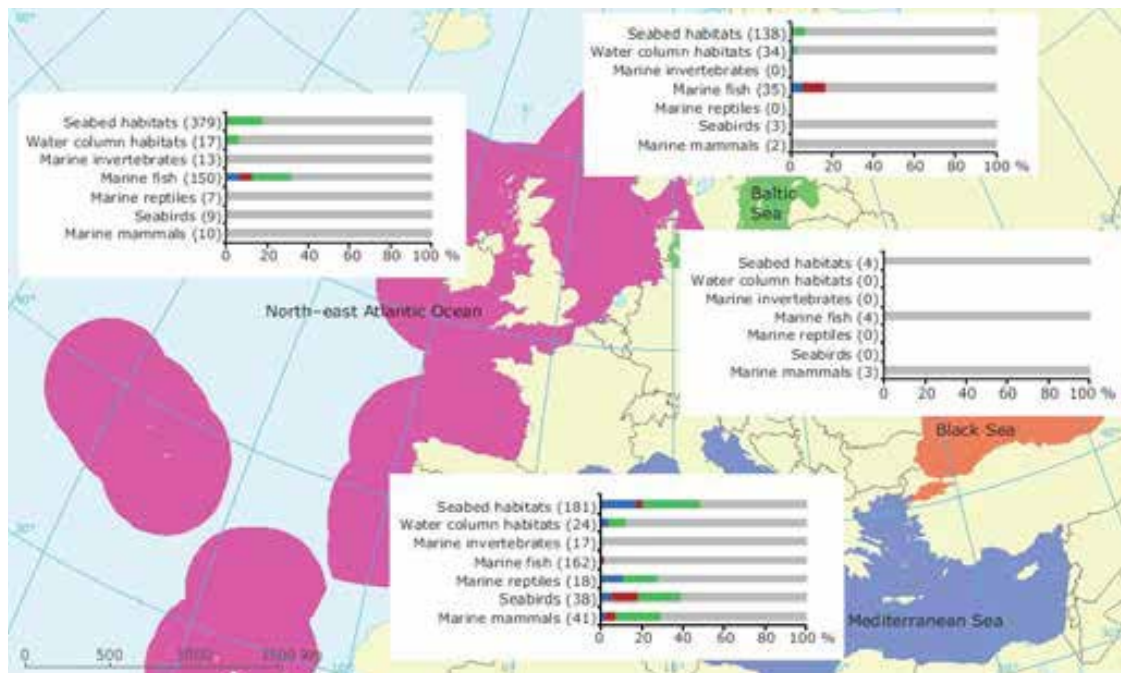 Seabed habitats (138)
Water column habitats (34)
Marine invertebrates (0)
Marine fish (35)
Marine reptiles (0)
Seabirds (3)
Marine mammals (2)
0 20 40 60 80 100 %
Seabed habitats (379)
Water column habitats (17)
Marine invertebrates (13)
Marine fish (150)
Marine reptiles (7)
Seabirds (9)
Marine mammals (10)
0 20 40 60 80 100 %
Baltic
Sea
North-east Atlantic Ocean
Seabed habitats (4)
Water column habitats (0)
Marine invertebrates (0)
Marine fish (4)
Marine reptiles (0)
Seabirds (0)
Marine mammals (3)
0 20 40 60 80 100 %
Black Sea
Seabed habitats (181)
Water column habitats (24)
Marine invertebrates (17)
Marine fish (162)
Marine reptiles (18)
Seabirds (38)
Marine mammals (41)
0 20 40 60 80 100 %
Mediterranean Sea
0 500 1000 1500 km